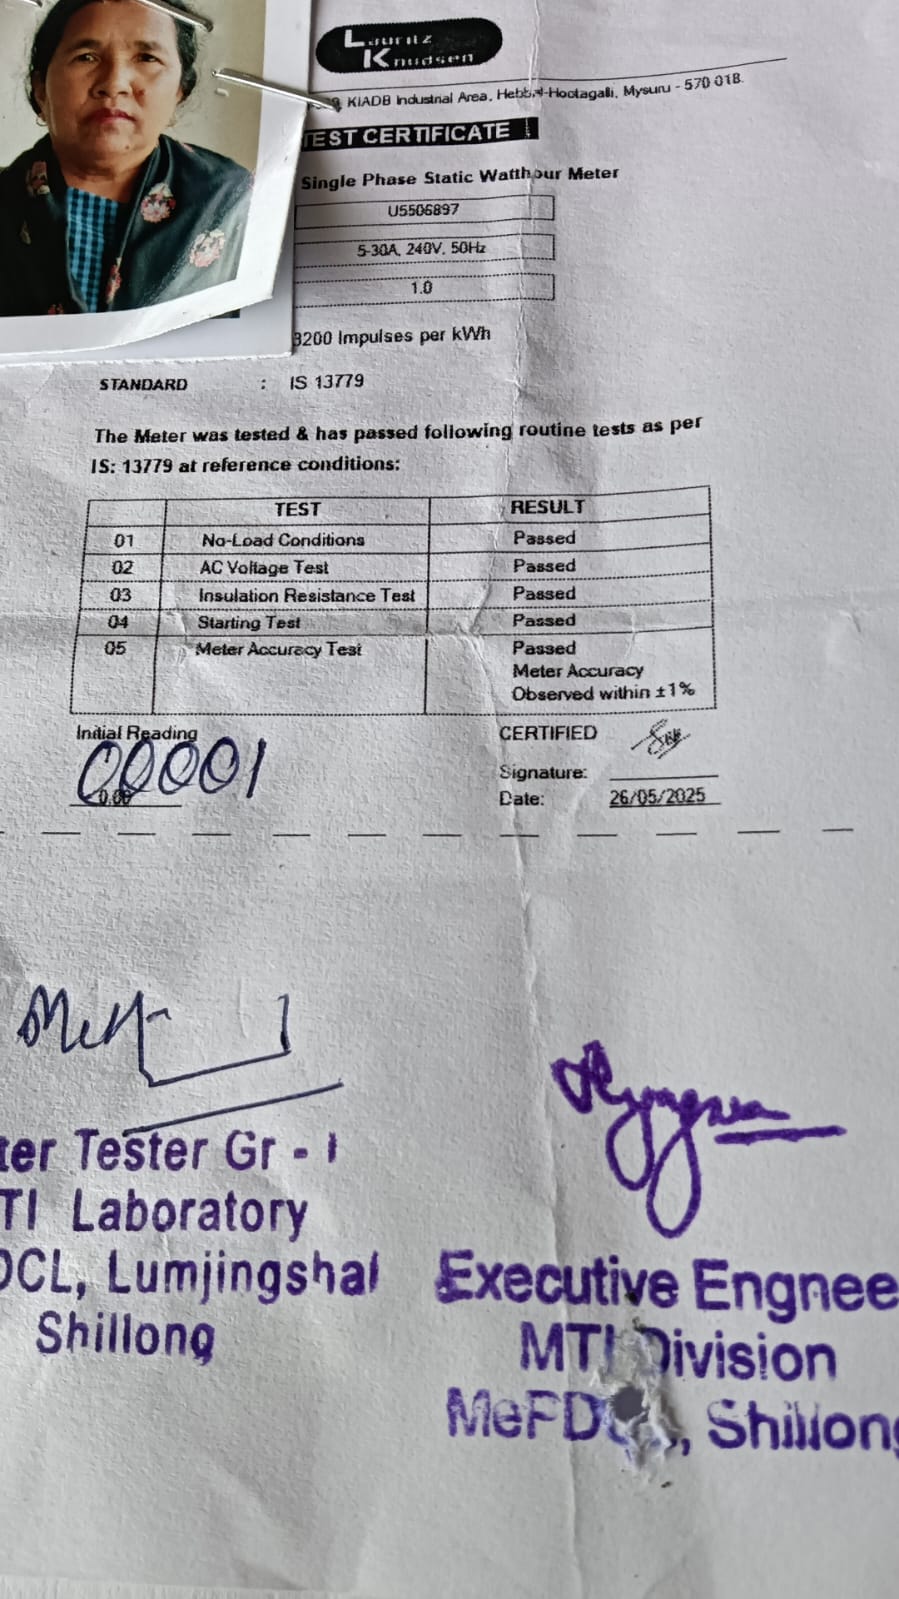 Lauritz
Knudsen
KIADB Industrial Area, Hebbal-Hootagalli, Mysuru - 570 018.
TEST CERTIFICATE
Single Phase Static Watthour Meter
U5506897
5-30A, 240V, 50Hz
1.0
3200 Impulses per kWh
STANDARD : IS 13779
The Meter was tested & has passed following routine tests as per
IS: 13779 at reference conditions:
TEST RESULT
01 No-Load Conditions Passed
02 AC Voltage Test Passed
03 Insulation Resistance Test Passed
04 Starting Test Passed
05 Meter Accuracy Test Passed
Meter Accuracy
Observed within ±1%
Initial Reading
00001
0.00
CERTIFIED
Signature:
Date: 26/05/2025
ter Tester Gr - I
TI Laboratory
DCL, Lumjingshai
Shillong
Executive Engnee
MTI Division
Shillong